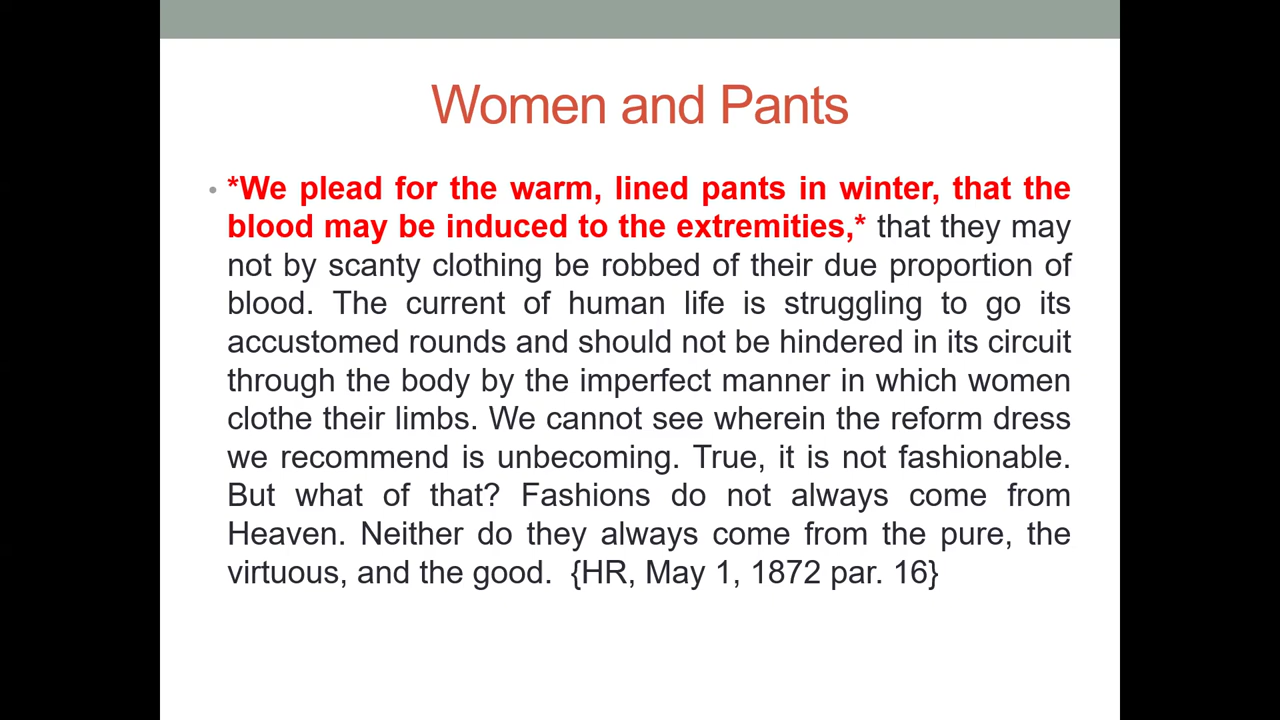 Women and Pants
• *We plead for the warm, lined pants in winter, that the
blood may be induced to the extremities,* that they may
not by scanty clothing be robbed of their due proportion of
blood. The current of human life is struggling to go its
accustomed rounds and should not be hindered in its circuit
through the body by the imperfect manner in which women
clothe their limbs. We cannot see wherein the reform dress
we recommend is unbecoming. True, it is not fashionable.
But what of that? Fashions do not always come from
Heaven. Neither do they always come from the pure, the
virtuous, and the good.  {HR, May 1, 1872 par. 16}